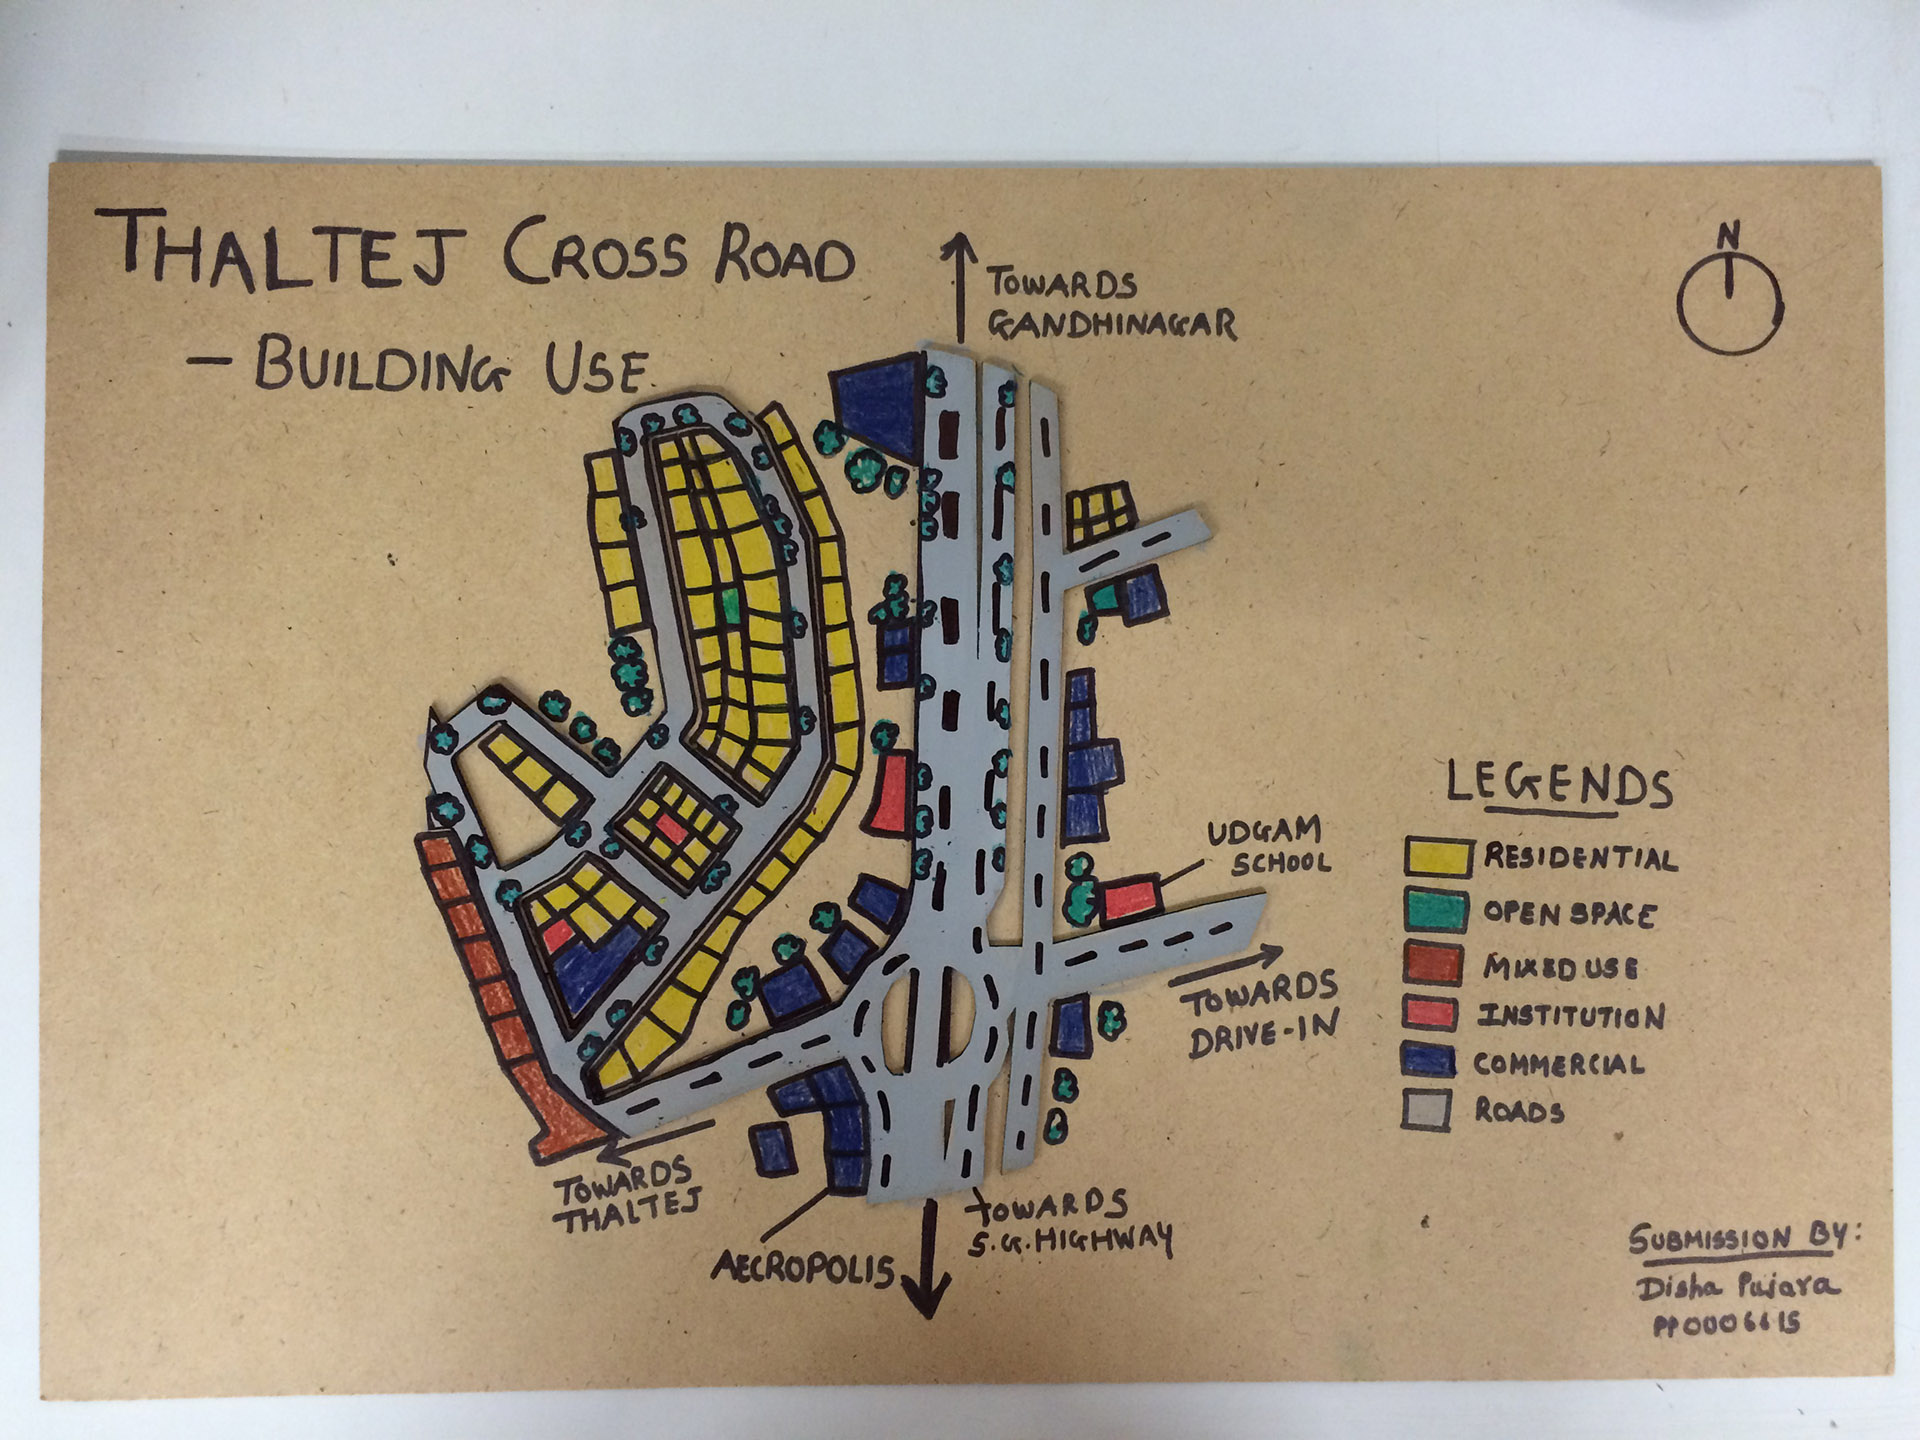 THALTEJ CROSS ROAD
- BUILDING USE.
N
TOWARDS
GANDHINAGAR
UDGAM
SCHOOL
TOWARDS
DRIVE-IN
TOWARDS
THALTEJ
AECROPOLIS
TOWARDS
S.G.HIGHWAY
LEGENDS
RESIDENTIAL
OPEN SPACE
MIXED USE
INSTITUTION
COMMERCIAL
ROADS
SUBMISSION BY:
Disha Pujara
PP0006615